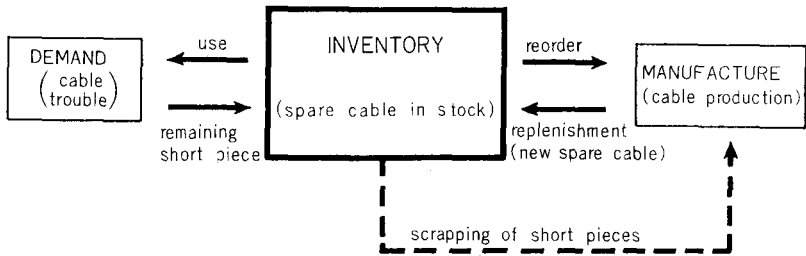 DEMAND
(cable
trouble)
use
remaining
short piece
INVENTORY
(spare cable in stock)
reorder
replenishment
(new spare cable)
MANUFACTURE
(cable production)
scrapping of short pieces